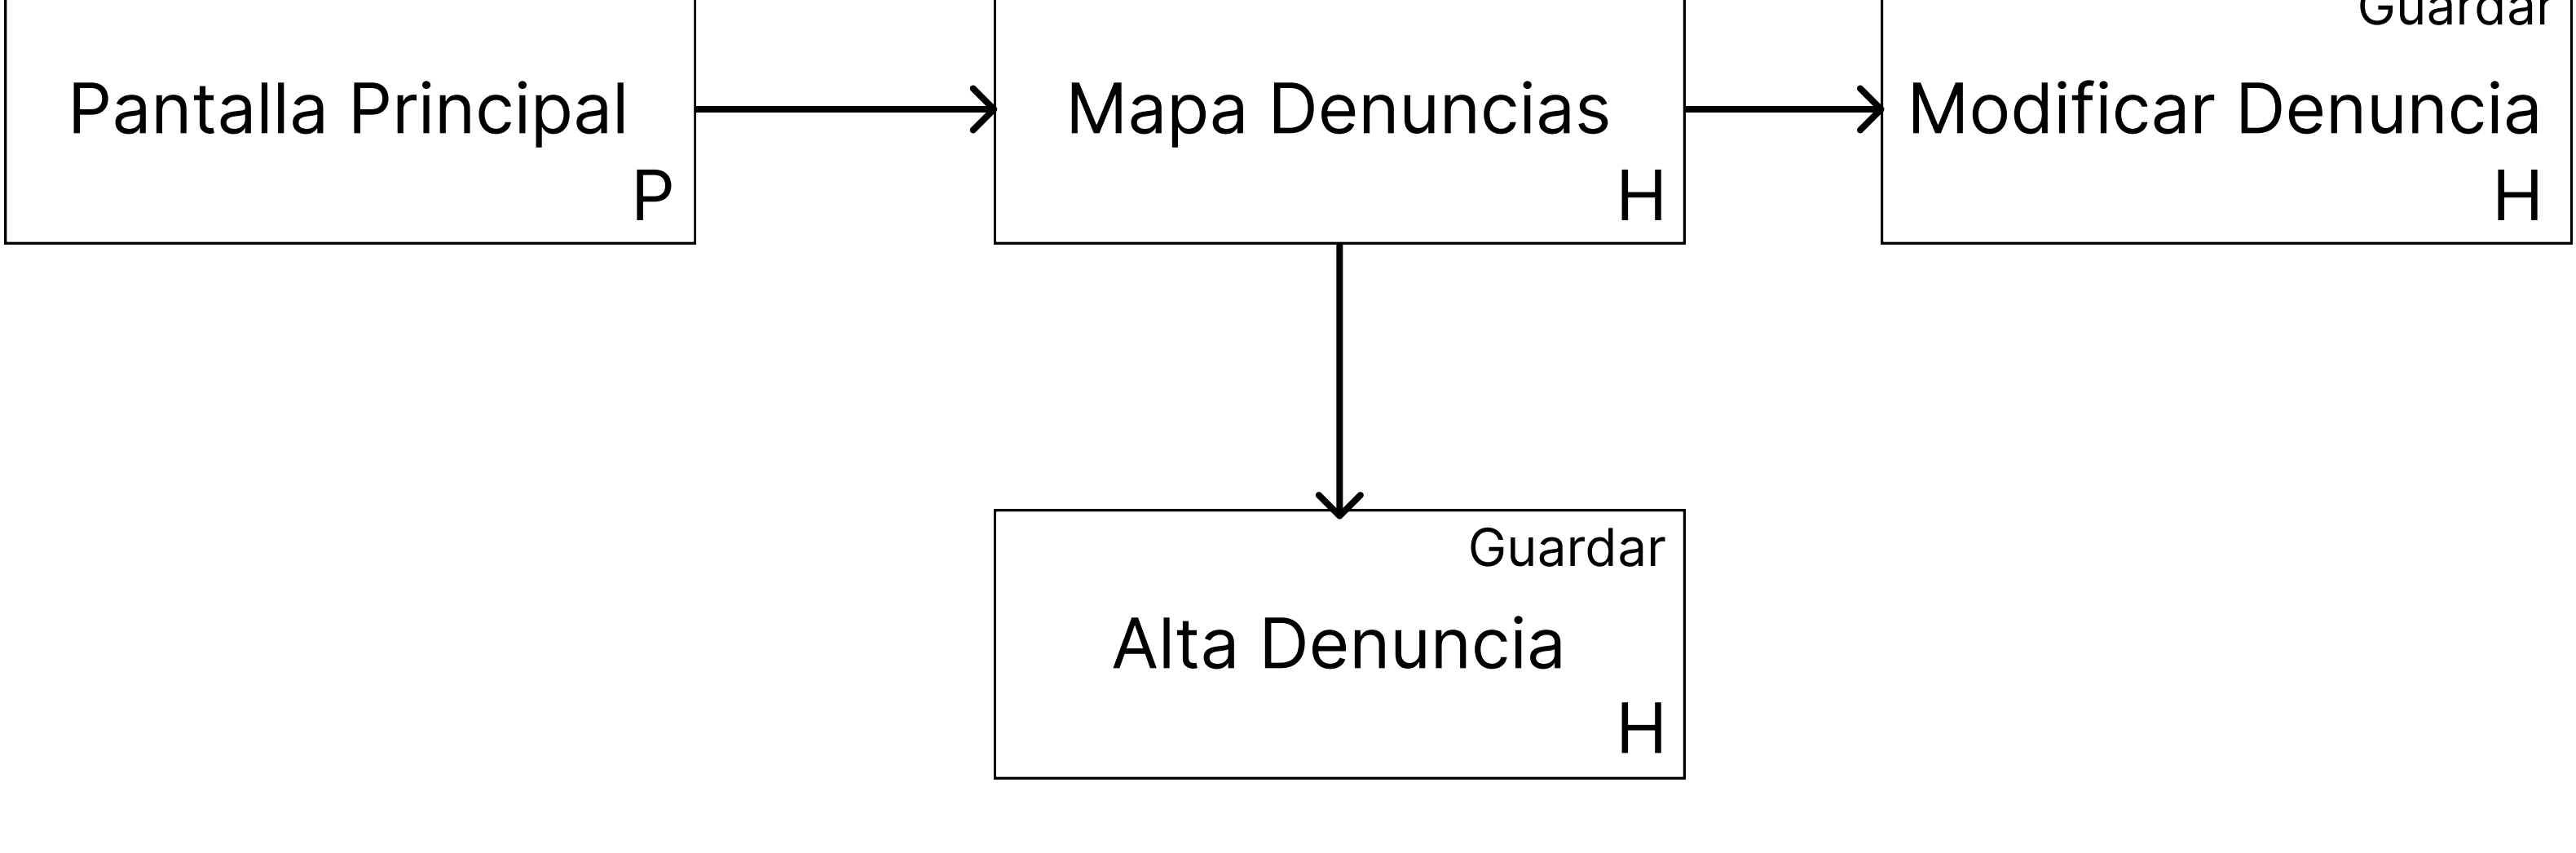 Guardar
Pantalla Principal
P
Mapa Denuncias
H
Modificar Denuncia
H
Guardar
Alta Denuncia
H